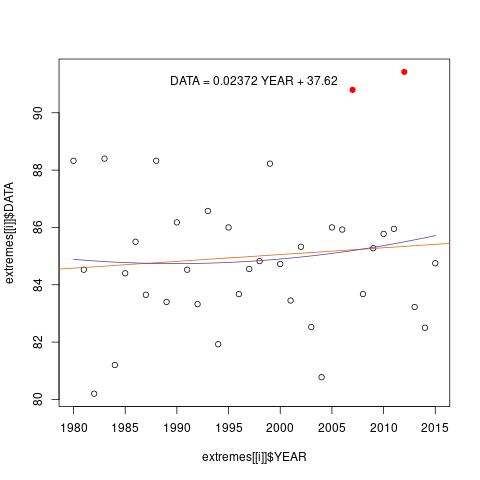 DATA = 0.02372 YEAR + 37.62
extremes[[i]]$DATA
90
88
86
84
82
80
1980 1985 1990 1995 2000 2005 2010 2015
extremes[[i]]$YEAR